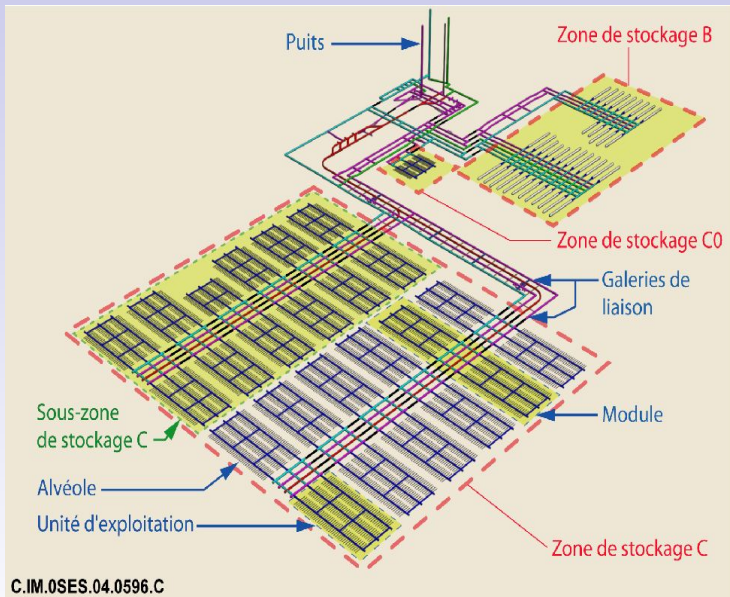 Puits
Zone de stockage B
Zone de stockage C0
Galeries de
liaison
Sous-zone
de stockage C
Module
Alvéole
Unité d'exploitation
Zone de stockage C
C.IM.0SES.04.0596.C